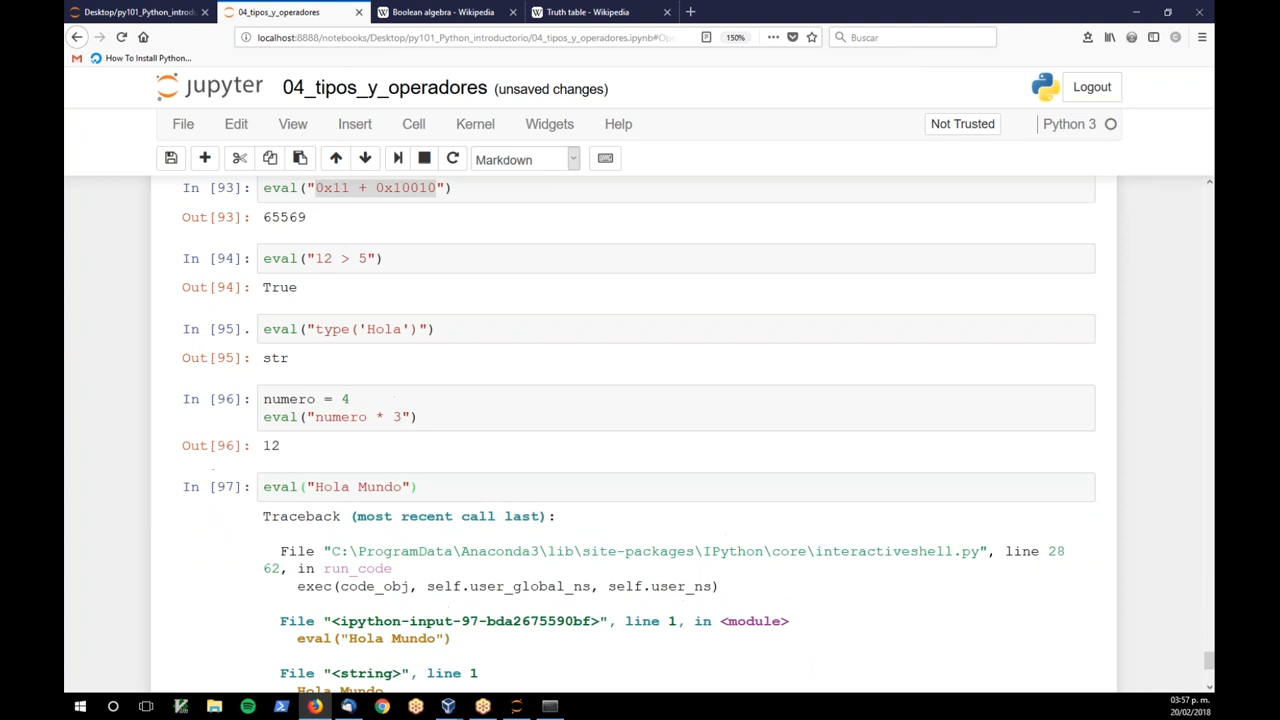 Desktop/py101_Python_introdu
04_tipos_y_operadores
Boolean algebra - Wikipedia
Truth table - Wikipedia
localhost:8888/notebooks/Desktop/py101_Python_introductorio/04_tipos_y_operadores.ipynb#Op
150%
Buscar
How To Install Python...
jupyter
04_tipos_y_operadores (unsaved changes)
Logout
File Edit View Insert Cell Kernel Widgets Help
Not Trusted
Python 3
Markdown
In [93]: eval("0x11 + 0x10010")
Out[93]: 65569
In [94]: eval("12 > 5")
Out[94]: True
In [95]. eval("type('Hola')")
Out[95]: str
In [96]: numero = 4
eval("numero * 3")
Out[96]: 12
In [97]: eval("Hola Mundo")
Traceback (most recent call last):
File "C:\ProgramData\Anaconda3\lib\site-packages\IPython\core\interactiveshell.py", line 28
62, in run_code
exec(code_obj, self.user_global_ns, self.user_ns)
File "<ipython-input-97-bda2675590bf>", line 1, in <module>
eval("Hola Mundo")
File "<string>", line 1
Hola Mundo
03:57 p. m.
20/02/2018